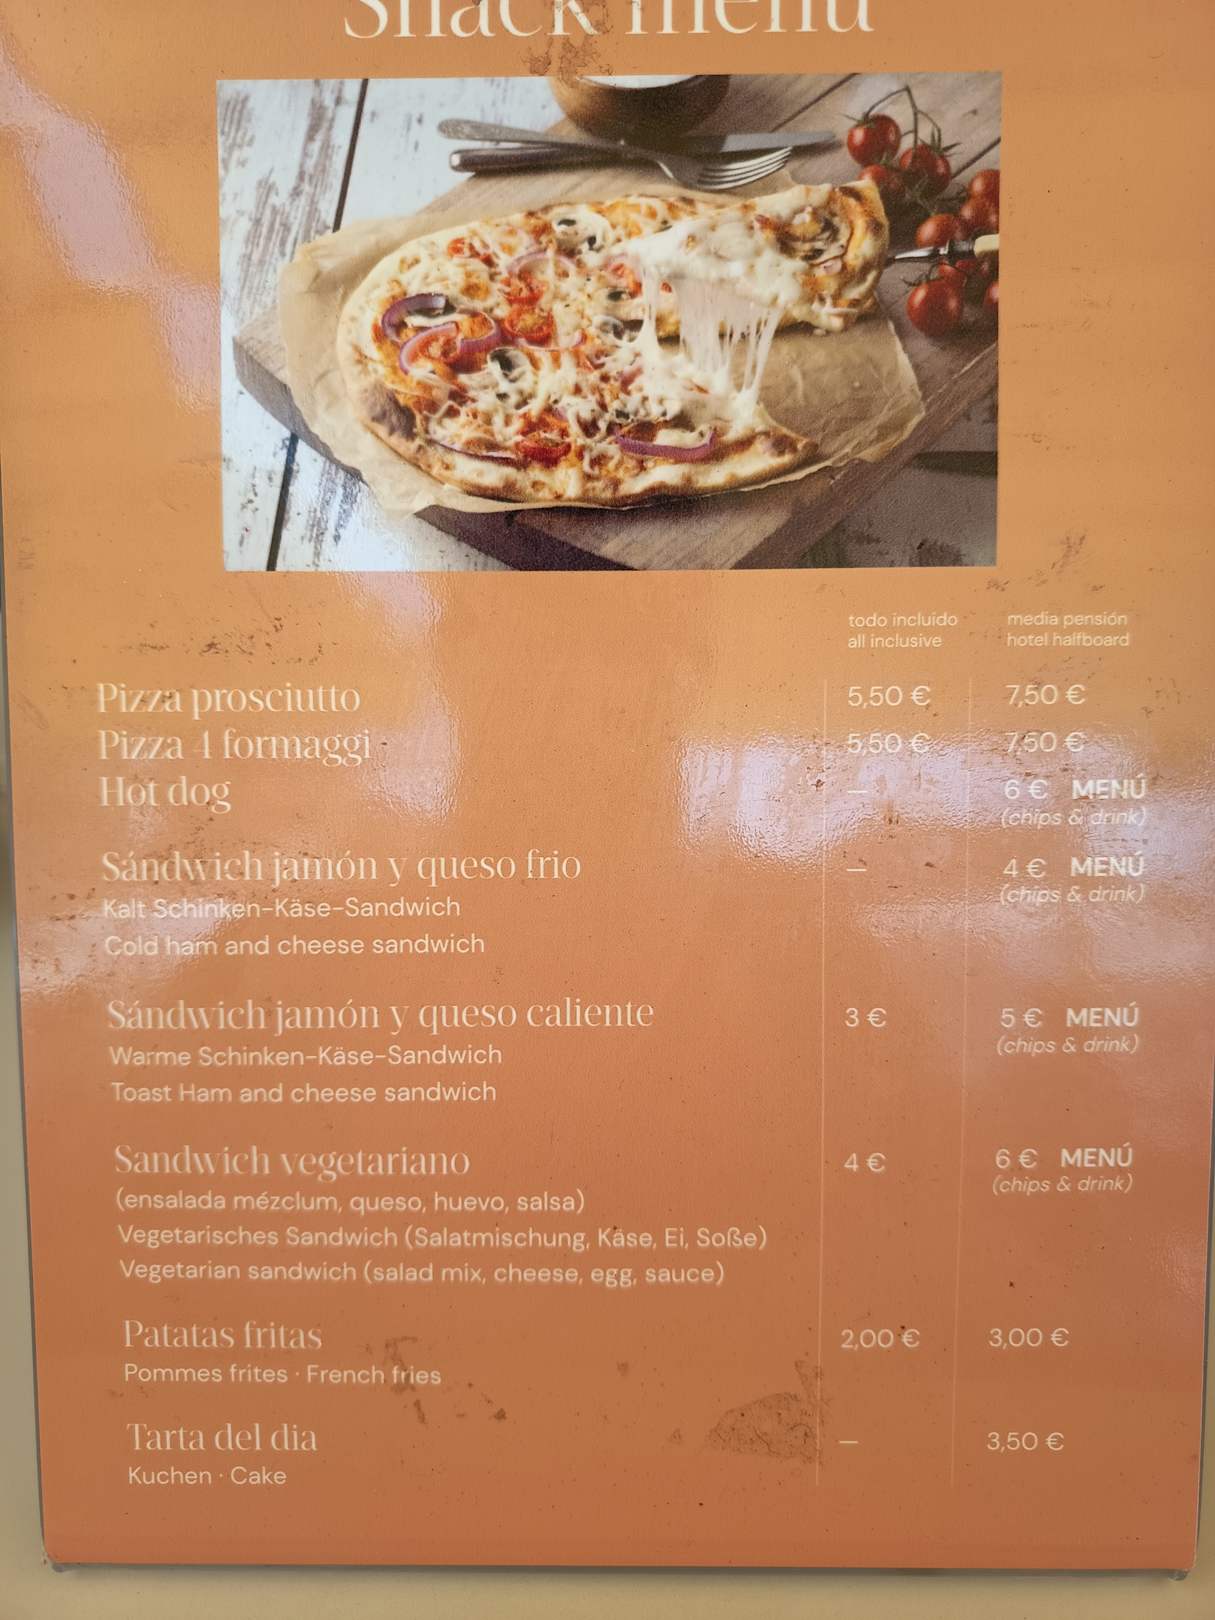 Snack menu
todo incluido media pensión
all inclusive hotel halfboard
Pizza prosciutto 5,50 € 7,50 €
Pizza 4 formaggi 5,50 € 7,50 €
Hot dog — 6 € MENÚ
(chips & drink)
Sándwich jamón y queso frio — 4 € MENÚ
(chips & drink)
Kalt Schinken-Käse-Sandwich
Cold ham and cheese sandwich
Sándwich jamón y queso caliente 3 € 5 € MENÚ
(chips & drink)
Warme Schinken-Käse-Sandwich
Toast Ham and cheese sandwich
Sandwich vegetariano 4 € 6 € MENÚ
(chips & drink)
(ensalada mézclum, queso, huevo, salsa)
Vegetarisches Sandwich (Salatmischung, Käse, Ei, Soße)
Vegetarian sandwich (salad mix, cheese, egg, sauce)
Patatas fritas 2,00 € 3,00 €
Pommes frites · French fries
Tarta del dia — 3,50 €
Kuchen · Cake